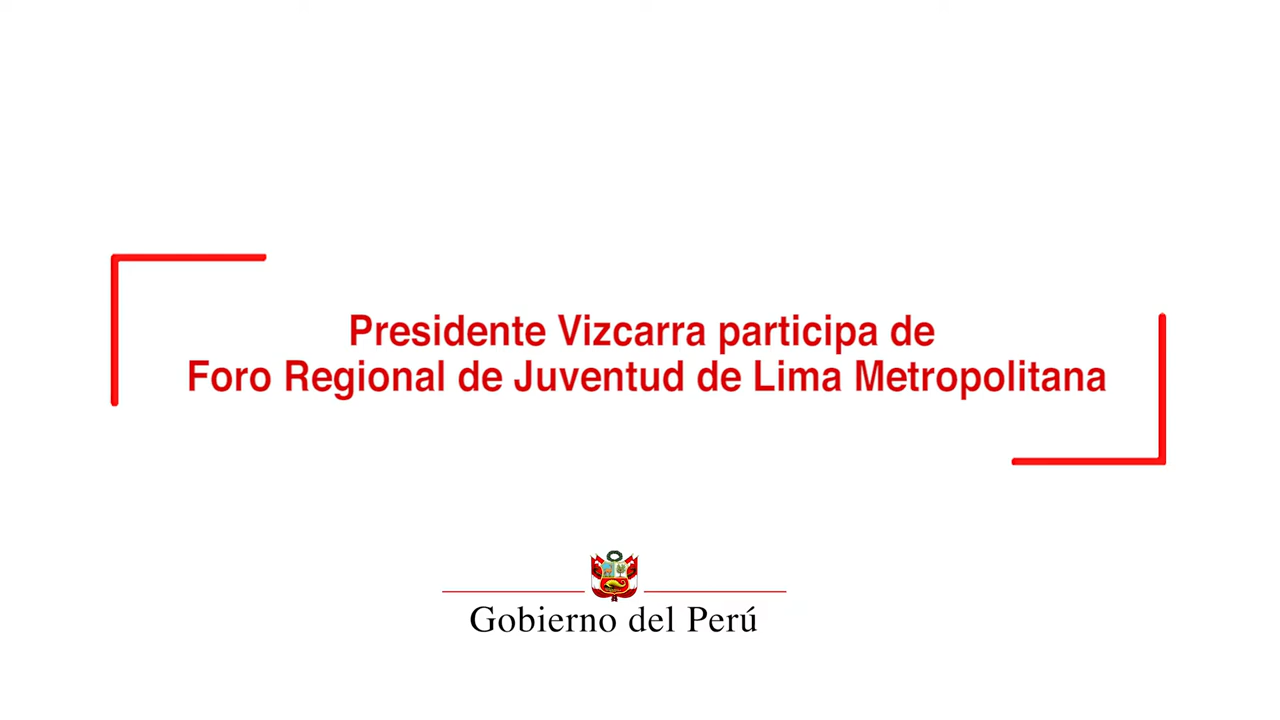 Presidente Vizcarra participa de
Foro Regional de Juventud de Lima Metropolitana
Gobierno del Perú